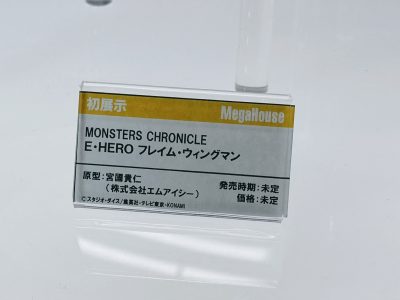 初展示 MegaHouse
MONSTERS CHRONICLE
E・HERO フレイム・ウィングマン
原型：宮國貴仁 発売時期：未定
（株式会社エムアイシー） 価格：未定
©スタジオ・ダイス/集英社・テレビ東京・KONAMI